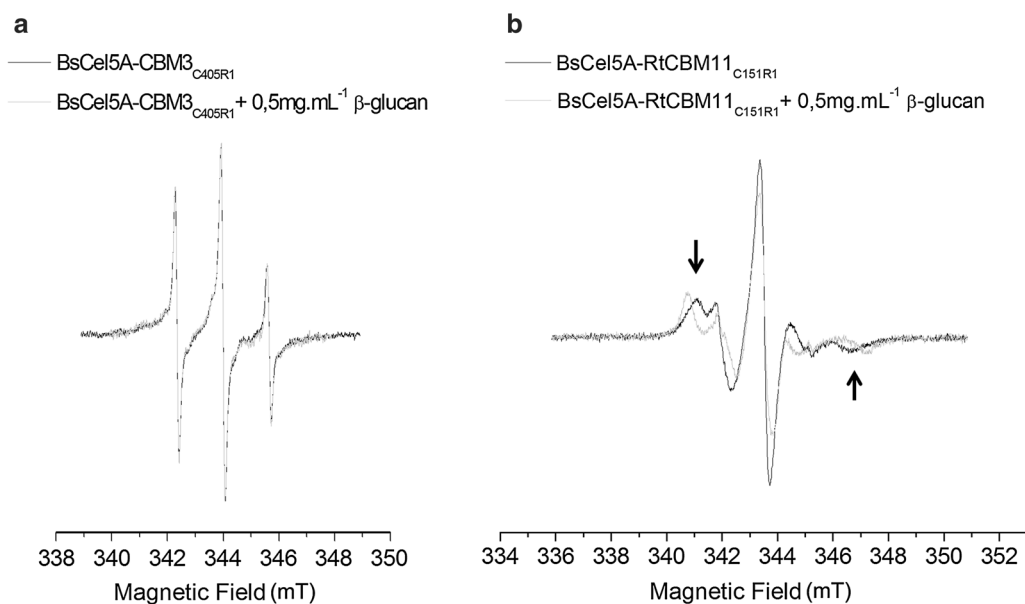 a
BsCel5A-CBM3C405R1
BsCel5A-CBM3C405R1 + 0,5mg.mL-1 β-glucan
338 340 342 344 346 348 350
Magnetic Field (mT)
b
BsCel5A-RtCBM11C151R1
BsCel5A-RtCBM11C151R1 + 0,5mg.mL-1 β-glucan
334 336 338 340 342 344 346 348 350 352
Magnetic Field (mT)